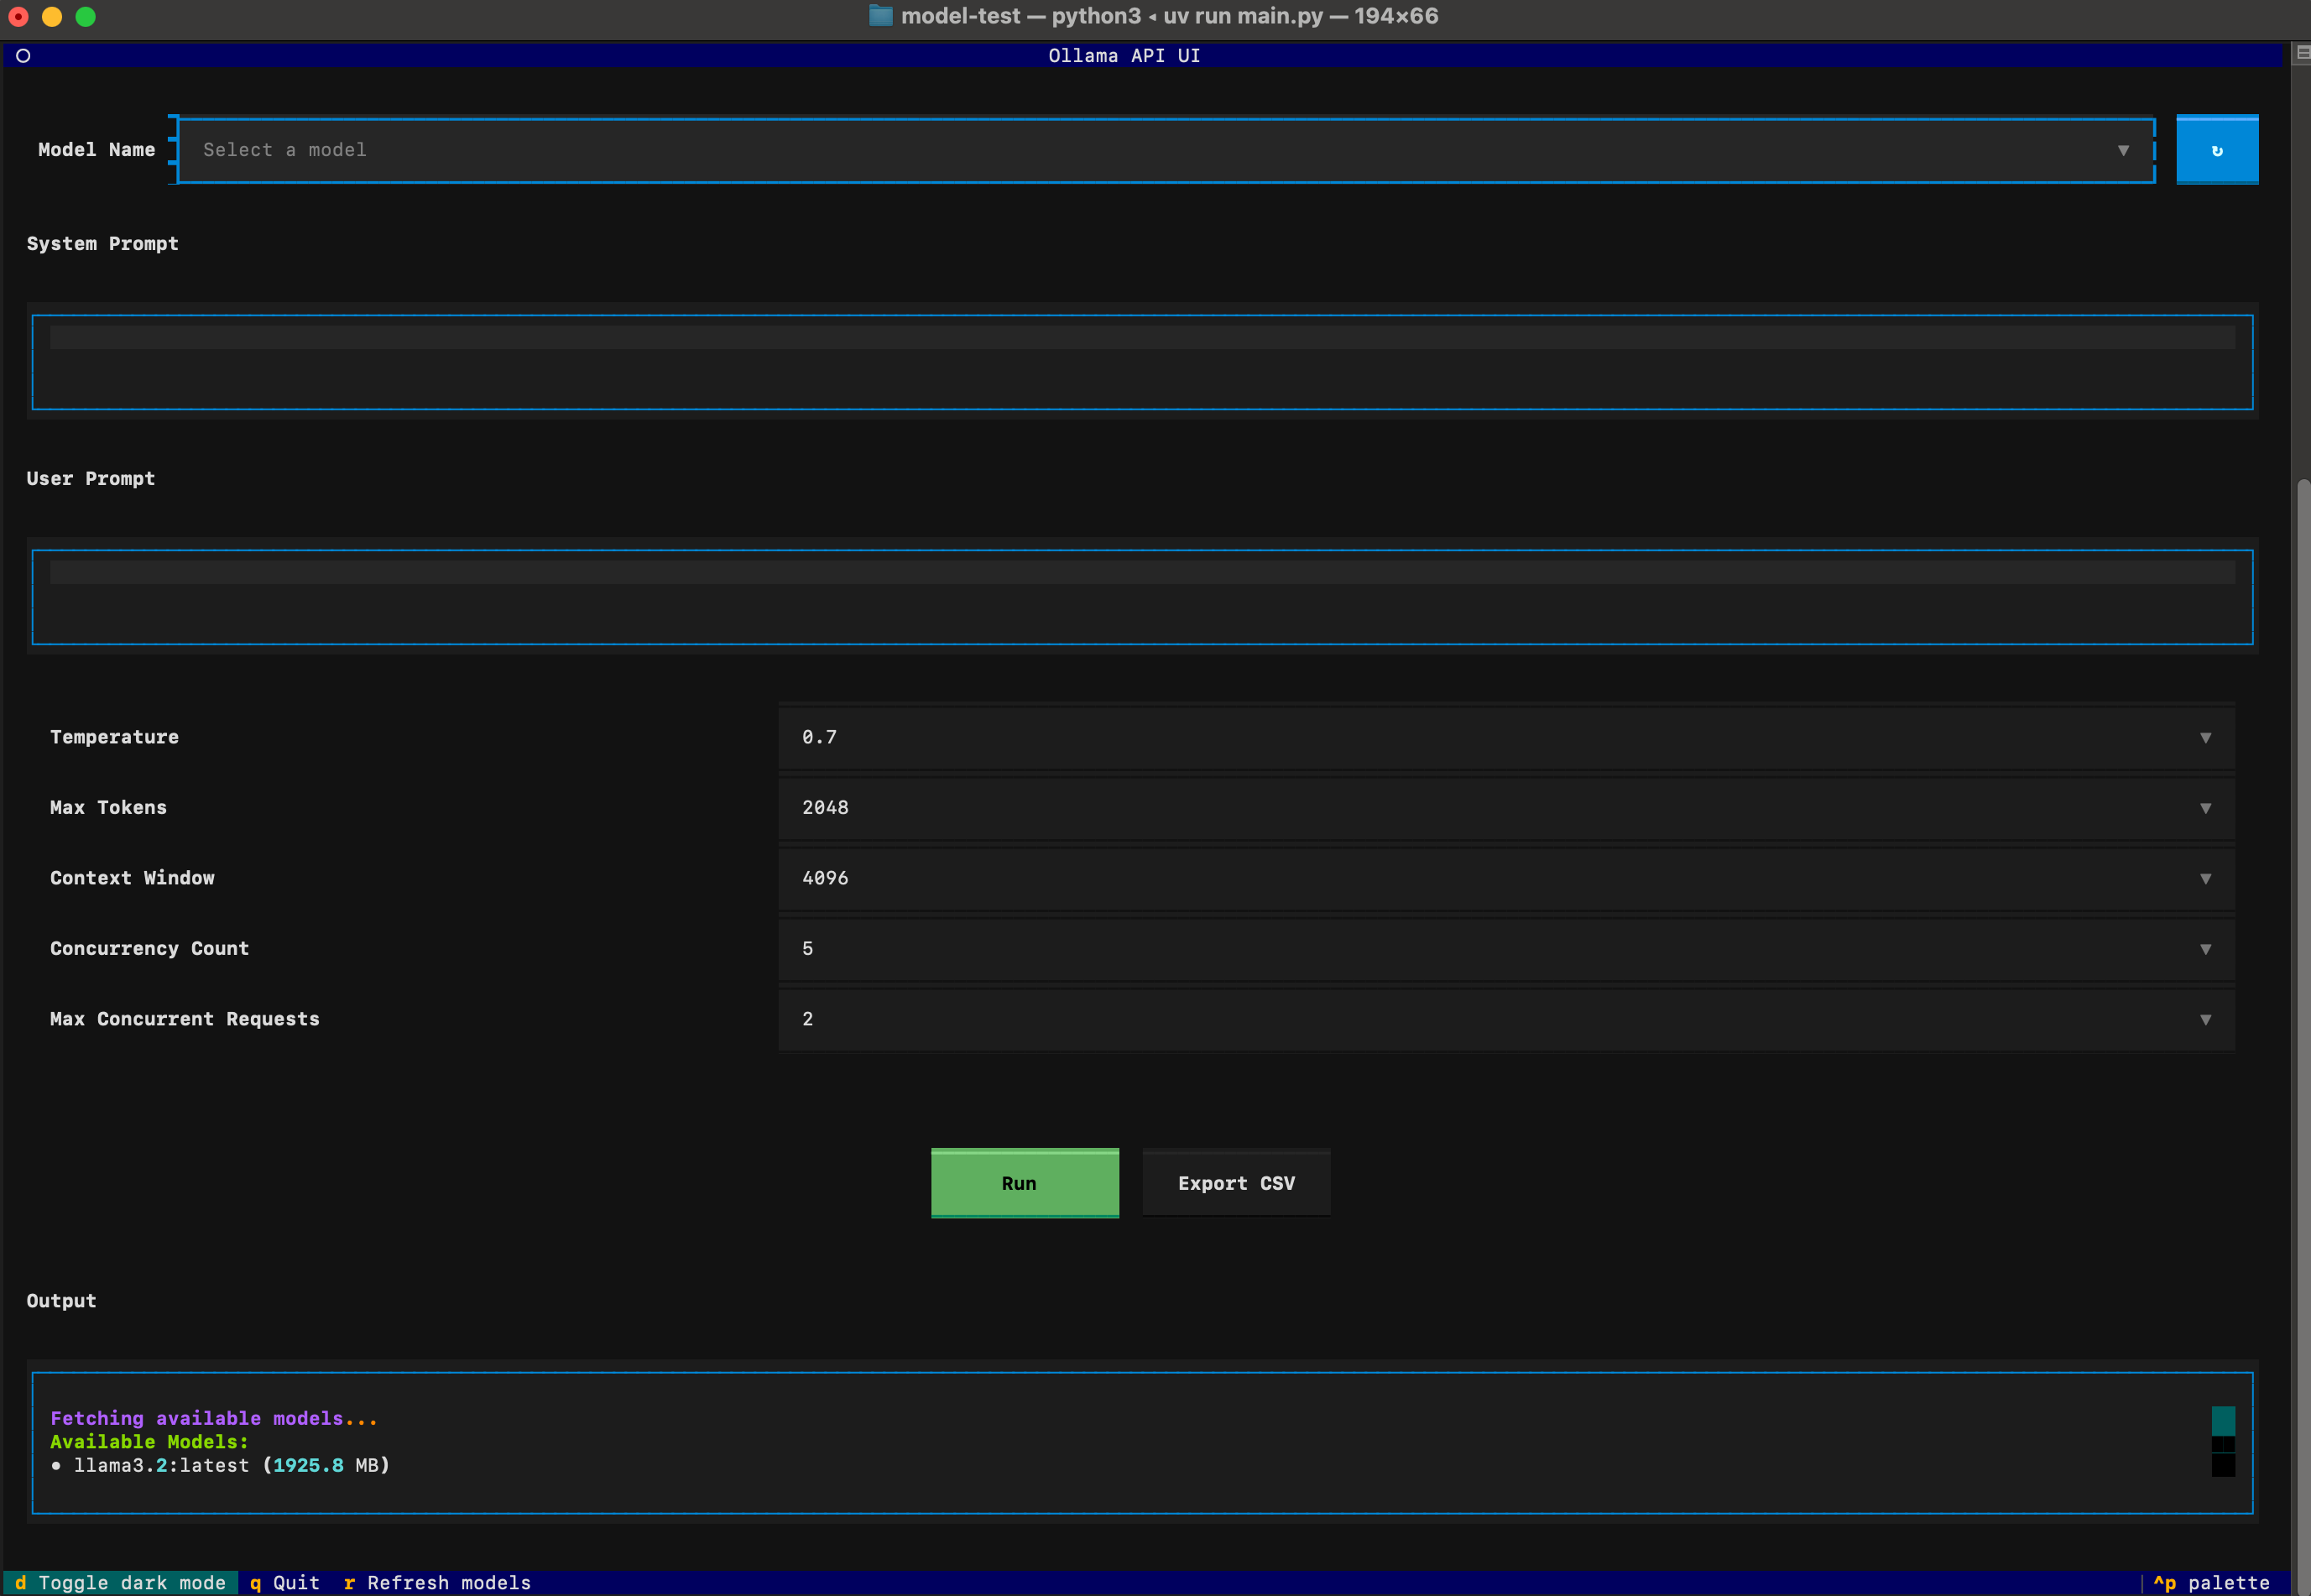 model-test — python3 ◂ uv run main.py — 194×66
Ollama API UI
Model Name Select a model ▼ ↻
System Prompt
User Prompt
Temperature 0.7 ▼
Max Tokens 2048 ▼
Context Window 4096 ▼
Concurrency Count 5 ▼
Max Concurrent Requests 2 ▼
Run Export CSV
Output
Fetching available models...
Available Models:
• llama3.2:latest (1925.8 MB)
d Toggle dark mode q Quit r Refresh models ^p palette